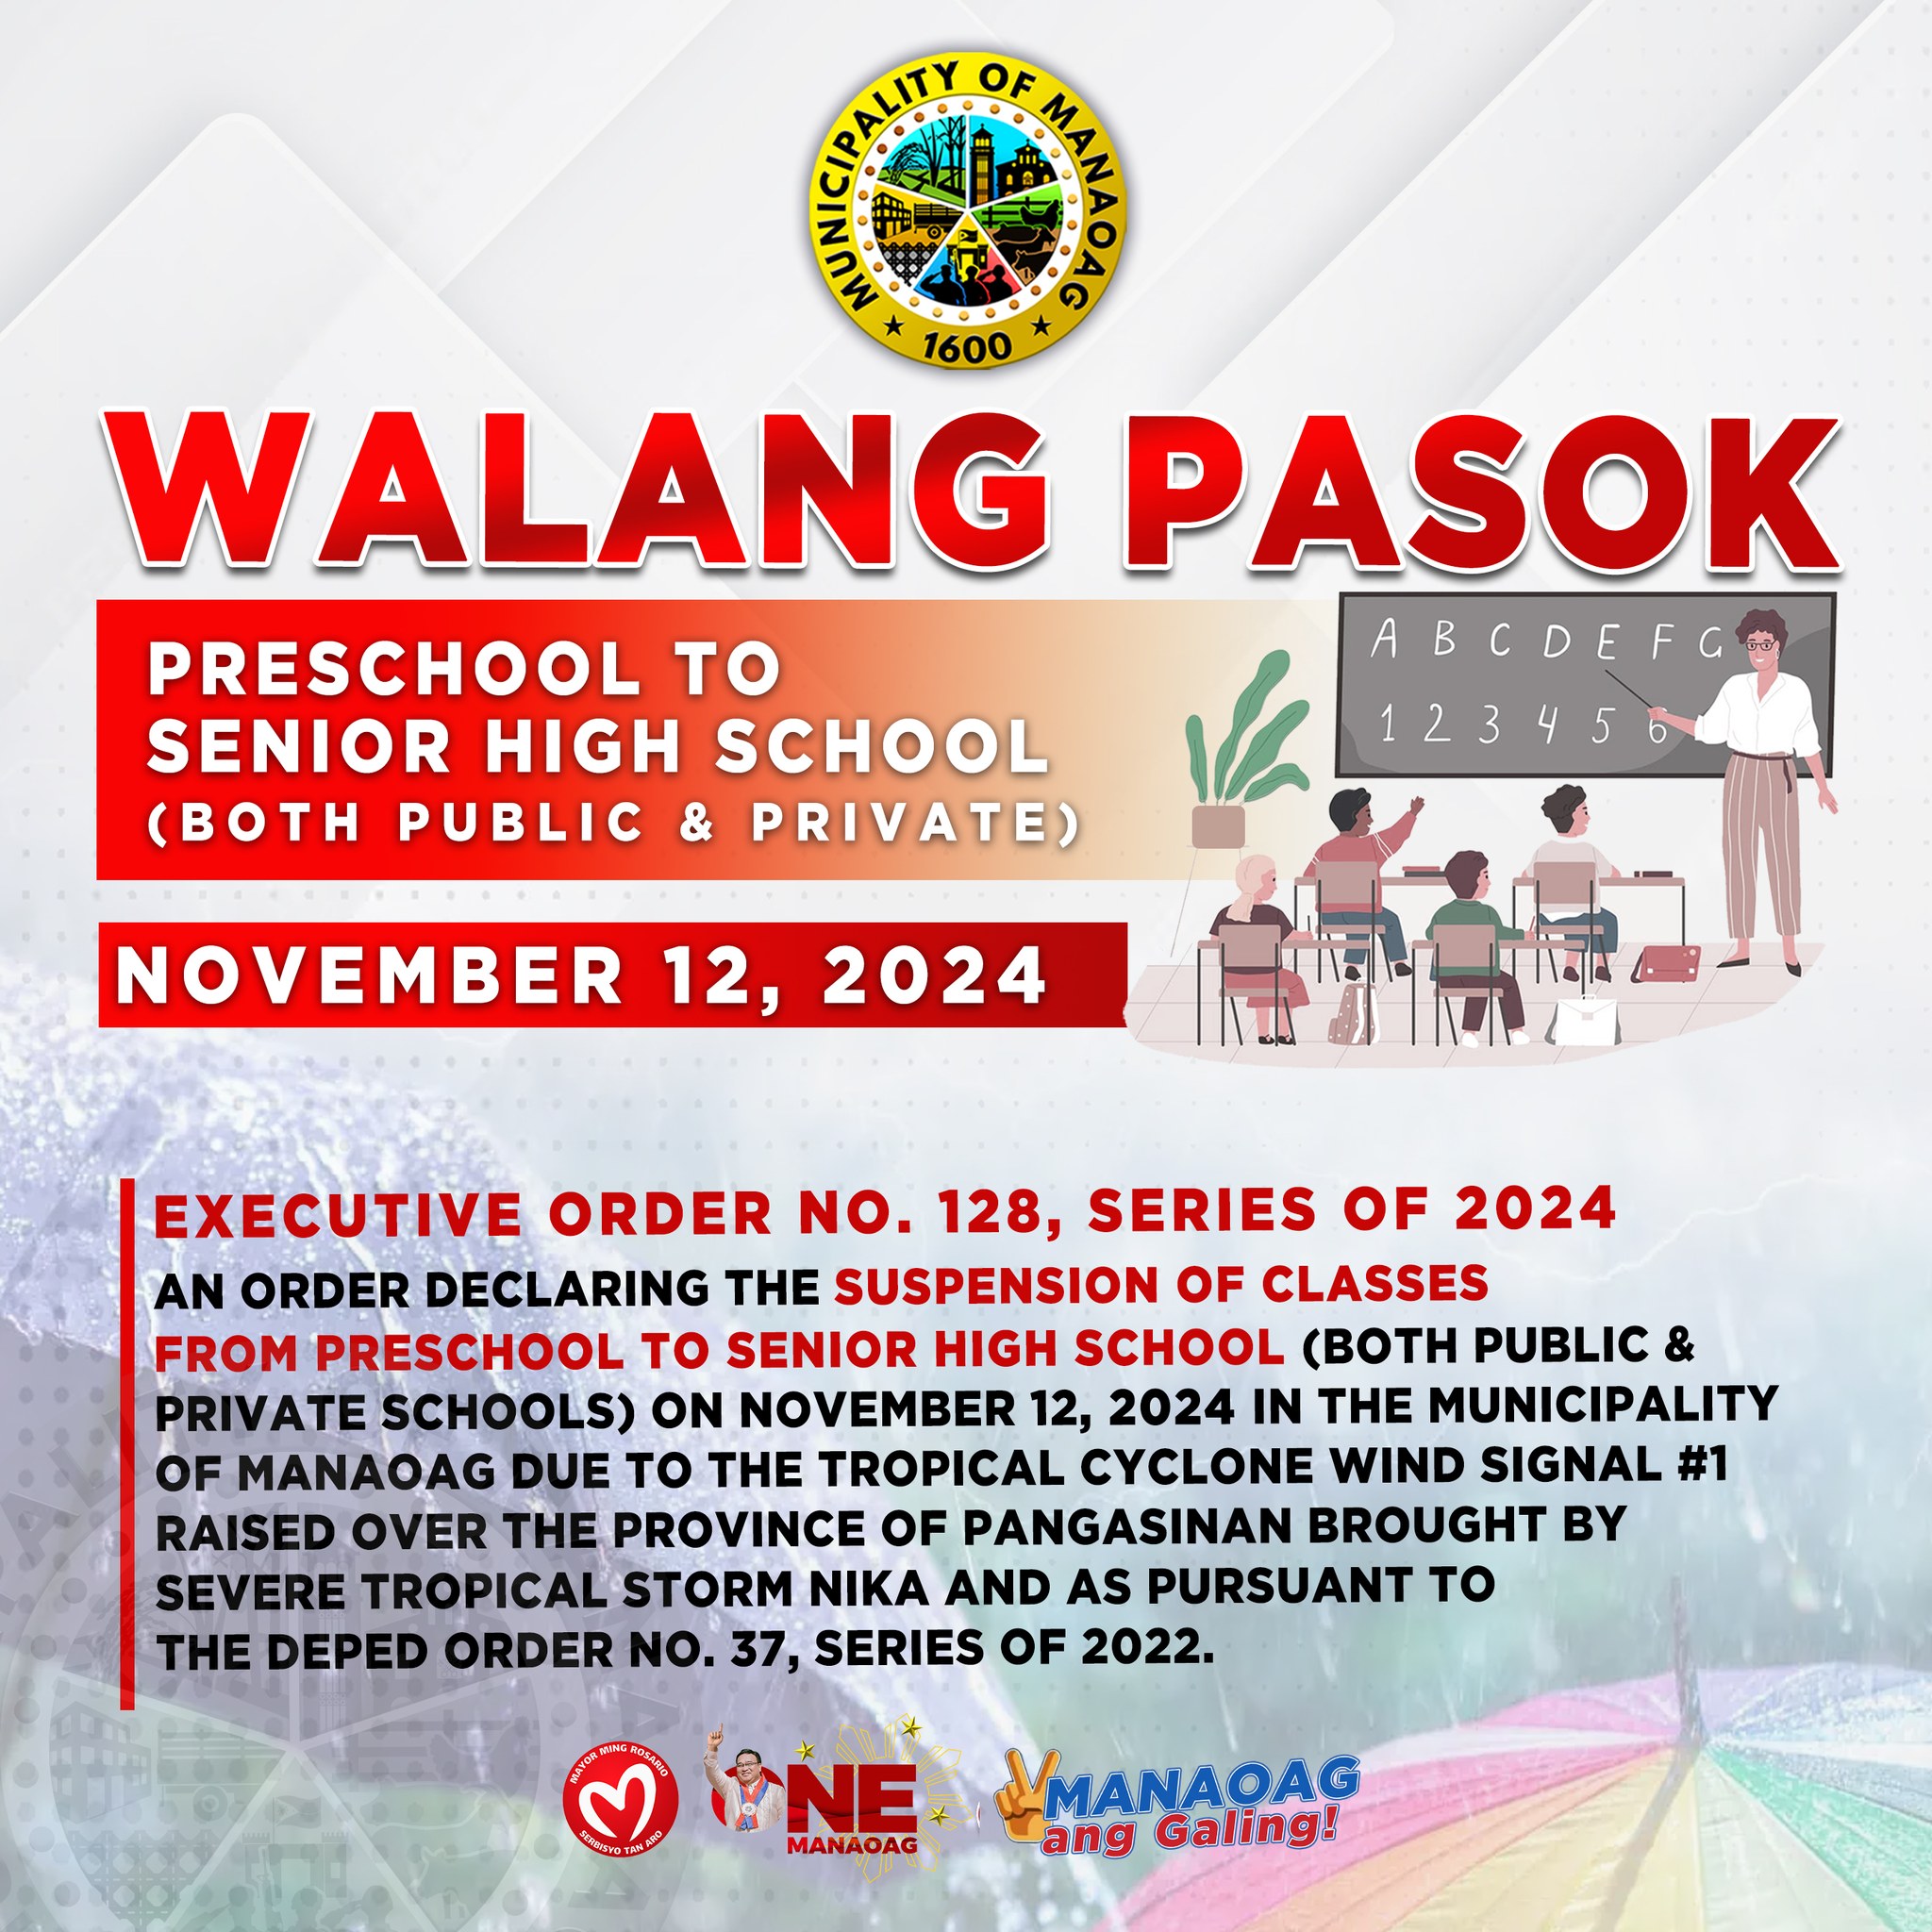 MUNICIPALITY OF MANAOAG
★ 1600 ★
WALANG PASOK
PRESCHOOL TO
SENIOR HIGH SCHOOL
(BOTH PUBLIC & PRIVATE)
A B C D E F G
1 2 3 4 5 6
NOVEMBER 12, 2024
EXECUTIVE ORDER NO. 128, SERIES OF 2024
AN ORDER DECLARING THE SUSPENSION OF CLASSES
FROM PRESCHOOL TO SENIOR HIGH SCHOOL (BOTH PUBLIC &
PRIVATE SCHOOLS) ON NOVEMBER 12, 2024 IN THE MUNICIPALITY
OF MANAOAG DUE TO THE TROPICAL CYCLONE WIND SIGNAL #1
RAISED OVER THE PROVINCE OF PANGASINAN BROUGHT BY
SEVERE TROPICAL STORM NIKA AND AS PURSUANT TO
THE DEPED ORDER NO. 37, SERIES OF 2022.
MAYOR MING ROSARIO
SERBISYO TAN ARO
ONE
MANAOAG
MANAOAG
ang Galing!